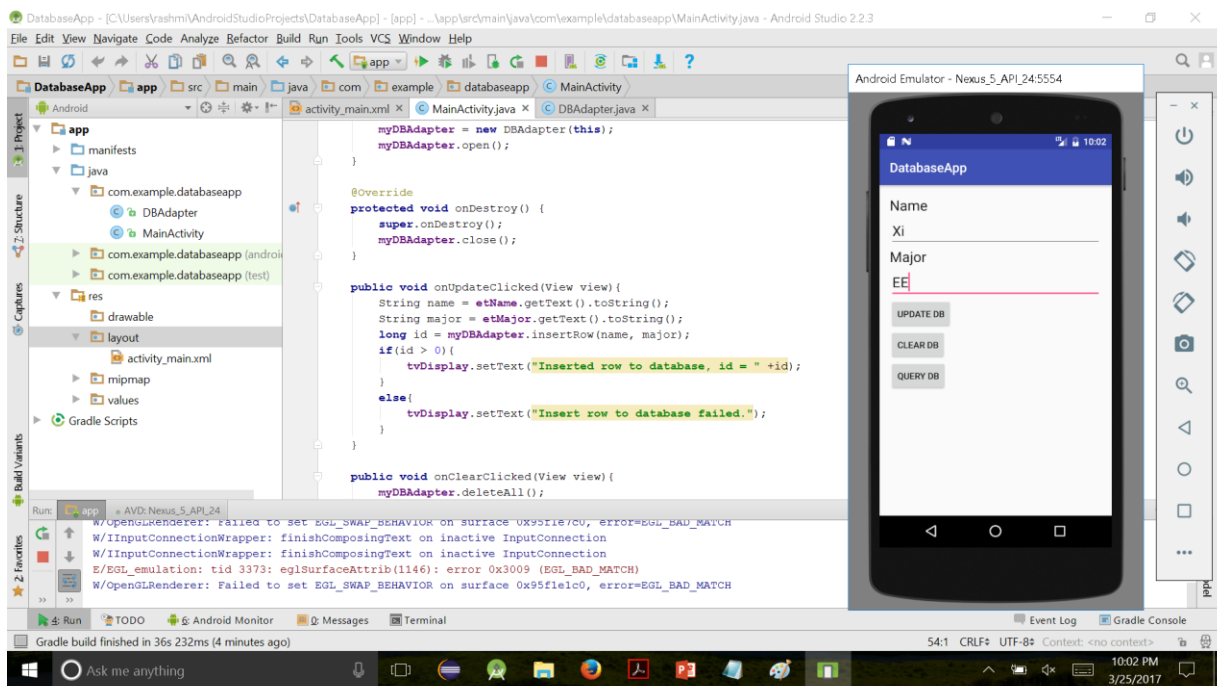 DatabaseApp - [C:\Users\rashmi\AndroidStudioProjects\DatabaseApp] - [app] - ...\app\src\main\java\com\example\databaseapp\MainActivity.java - Android Studio 2.2.3
File Edit View Navigate Code Analyze Refactor Build Run Tools VCS Window Help
app
DatabaseApp app src main java com example databaseapp MainActivity
Android
activity_main.xml × MainActivity.java × DBAdapter.java ×
1: Project
Z: Structure
Captures
Build Variants
2: Favorites
app
manifests
java
com.example.databaseapp
DBAdapter
MainActivity
com.example.databaseapp (androi
com.example.databaseapp (test)
res
drawable
layout
activity_main.xml
mipmap
values
Gradle Scripts
myDBAdapter = new DBAdapter(this);
myDBAdapter.open();
}
@Override
protected void onDestroy() {
super.onDestroy();
myDBAdapter.close();
}
public void onUpdateClicked(View view){
String name = etName.getText().toString();
String major = etMajor.getText().toString();
long id = myDBAdapter.insertRow(name, major);
if(id > 0){
tvDisplay.setText("Inserted row to database, id = " +id);
}
else{
tvDisplay.setText("Insert row to database failed.");
}
}
public void onClearClicked(View view){
myDBAdapter.deleteAll();
Android Emulator - Nexus_5_API_24:5554
10:02
DatabaseApp
Name
Xi
Major
EE
UPDATE DB
CLEAR DB
QUERY DB
Run: app AVD: Nexus_5_API_24
W/OpenGLRenderer: Failed to set EGL_SWAP_BEHAVIOR on surface 0x95f1e7c0, error=EGL_BAD_MATCH
W/IInputConnectionWrapper: finishComposingText on inactive InputConnection
W/IInputConnectionWrapper: finishComposingText on inactive InputConnection
E/EGL_emulation: tid 3373: eglSurfaceAttrib(1146): error 0x3009 (EGL_BAD_MATCH)
W/OpenGLRenderer: Failed to set EGL_SWAP_BEHAVIOR on surface 0x95f1e1c0, error=EGL_BAD_MATCH
4: Run TODO 6: Android Monitor 0: Messages Terminal Event Log Gradle Console
Gradle build finished in 36s 232ms (4 minutes ago) 54:1 CRLF UTF-8 Context: <no context>
Ask me anything
10:02 PM
3/25/2017